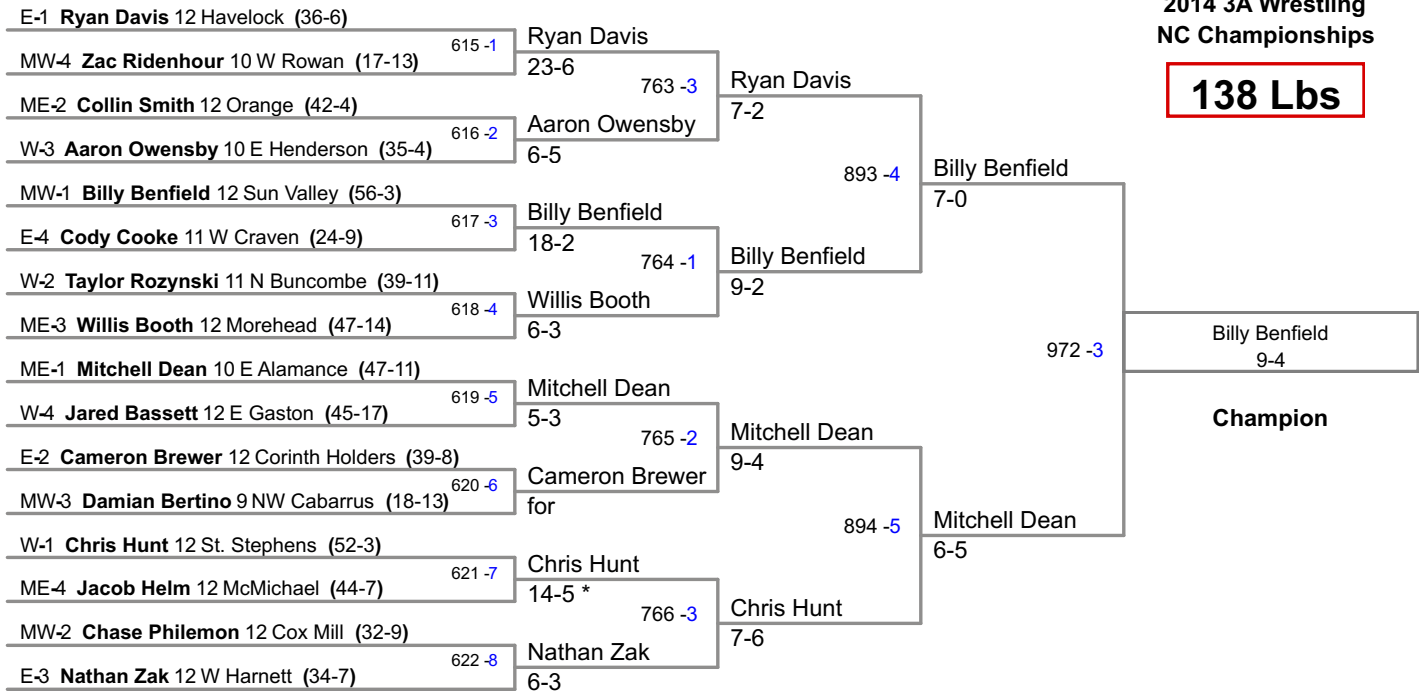 2014 3A Wrestling
NC Championships
138 Lbs
E-1 Ryan Davis 12 Havelock (36-6)
MW-4 Zac Ridenhour 10 W Rowan (17-13)
ME-2 Collin Smith 12 Orange (42-4)
W-3 Aaron Owensby 10 E Henderson (35-4)
MW-1 Billy Benfield 12 Sun Valley (56-3)
E-4 Cody Cooke 11 W Craven (24-9)
W-2 Taylor Rozynski 11 N Buncombe (39-11)
ME-3 Willis Booth 12 Morehead (47-14)
ME-1 Mitchell Dean 10 E Alamance (47-11)
W-4 Jared Bassett 12 E Gaston (45-17)
E-2 Cameron Brewer 12 Corinth Holders (39-8)
MW-3 Damian Bertino 9 NW Cabarrus (18-13)
W-1 Chris Hunt 12 St. Stephens (52-3)
ME-4 Jacob Helm 12 McMichael (44-7)
MW-2 Chase Philemon 12 Cox Mill (32-9)
E-3 Nathan Zak 12 W Harnett (34-7)
615 -1
616 -2
617 -3
618 -4
619 -5
620 -6
621 -7
622 -8
Ryan Davis
23-6
Aaron Owensby
6-5
Billy Benfield
18-2
Willis Booth
6-3
Mitchell Dean
5-3
Cameron Brewer
for
Chris Hunt
14-5 *
Nathan Zak
6-3
763 -3
764 -1
765 -2
766 -3
Ryan Davis
7-2
Billy Benfield
9-2
Mitchell Dean
9-4
Chris Hunt
7-6
893 -4
894 -5
Billy Benfield
7-0
Mitchell Dean
6-5
972 -3
Billy Benfield
9-4
Champion